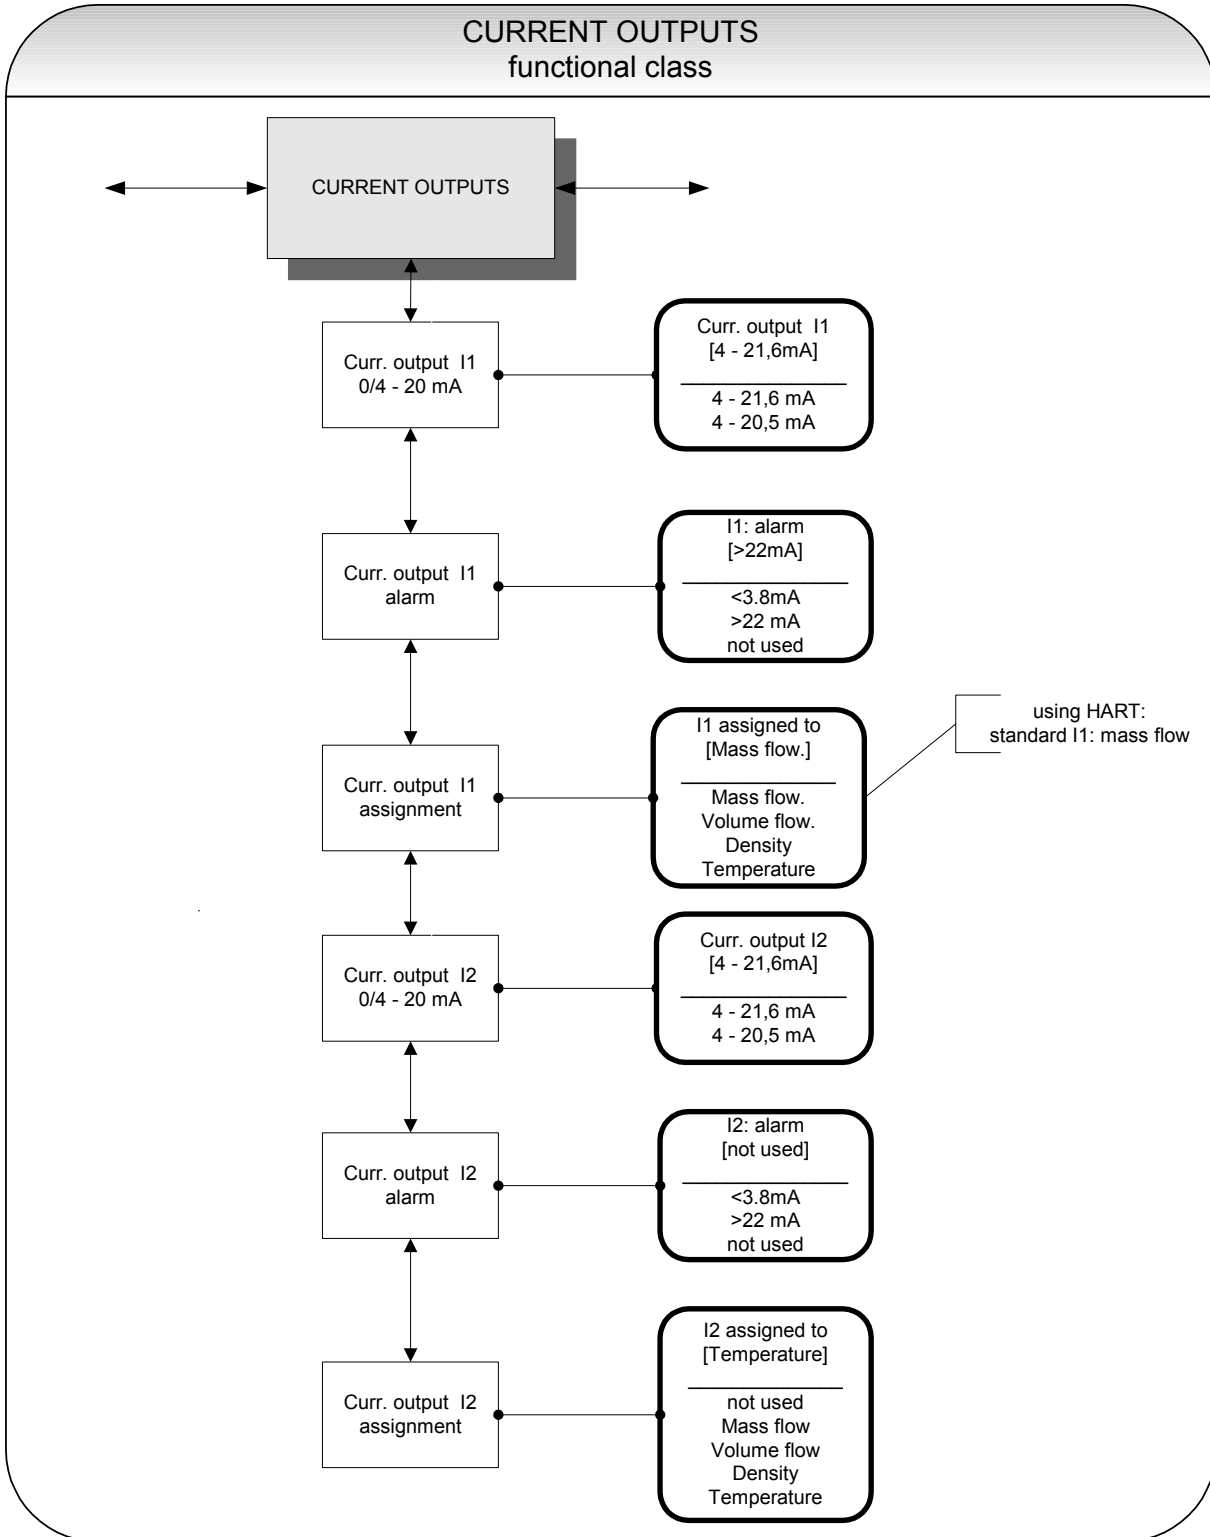 CURRENT OUTPUTS
functional class
CURRENT OUTPUTS
Curr. output I1
0/4 - 20 mA
Curr. output I1
[4 - 21,6mA]
4 - 21,6 mA
4 - 20,5 mA
Curr. output I1
alarm
I1: alarm
[>22mA]
<3.8mA
>22 mA
not used
Curr. output I1
assignment
I1 assigned to
[Mass flow.]
Mass flow.
Volume flow.
Density
Temperature
using HART:
standard I1: mass flow
Curr. output I2
0/4 - 20 mA
Curr. output I2
[4 - 21,6mA]
4 - 21,6 mA
4 - 20,5 mA
Curr. output I2
alarm
I2: alarm
[not used]
<3.8mA
>22 mA
not used
Curr. output I2
assignment
I2 assigned to
[Temperature]
not used
Mass flow
Volume flow
Density
Temperature